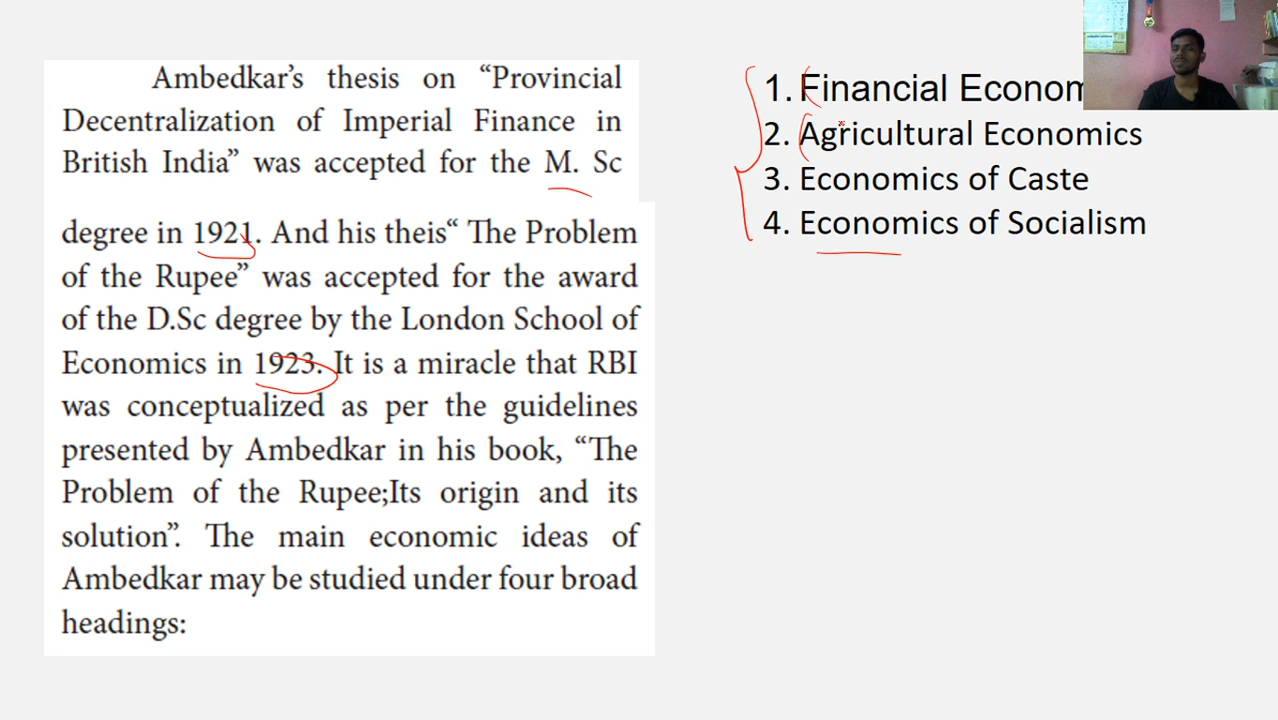 Ambedkar's thesis on “Provincial
Decentralization of Imperial Finance in
British India” was accepted for the M. Sc
degree in 1921. And his theis“ The Problem
of the Rupee” was accepted for the award
of the D.Sc degree by the London School of
Economics in 1923. It is a miracle that RBI
was conceptualized as per the guidelines
presented by Ambedkar in his book, “The
Problem of the Rupee;Its origin and its
solution”. The main economic ideas of
Ambedkar may be studied under four broad
headings:
1. Financial Econom
2. Agricultural Economics
3. Economics of Caste
4. Economics of Socialism